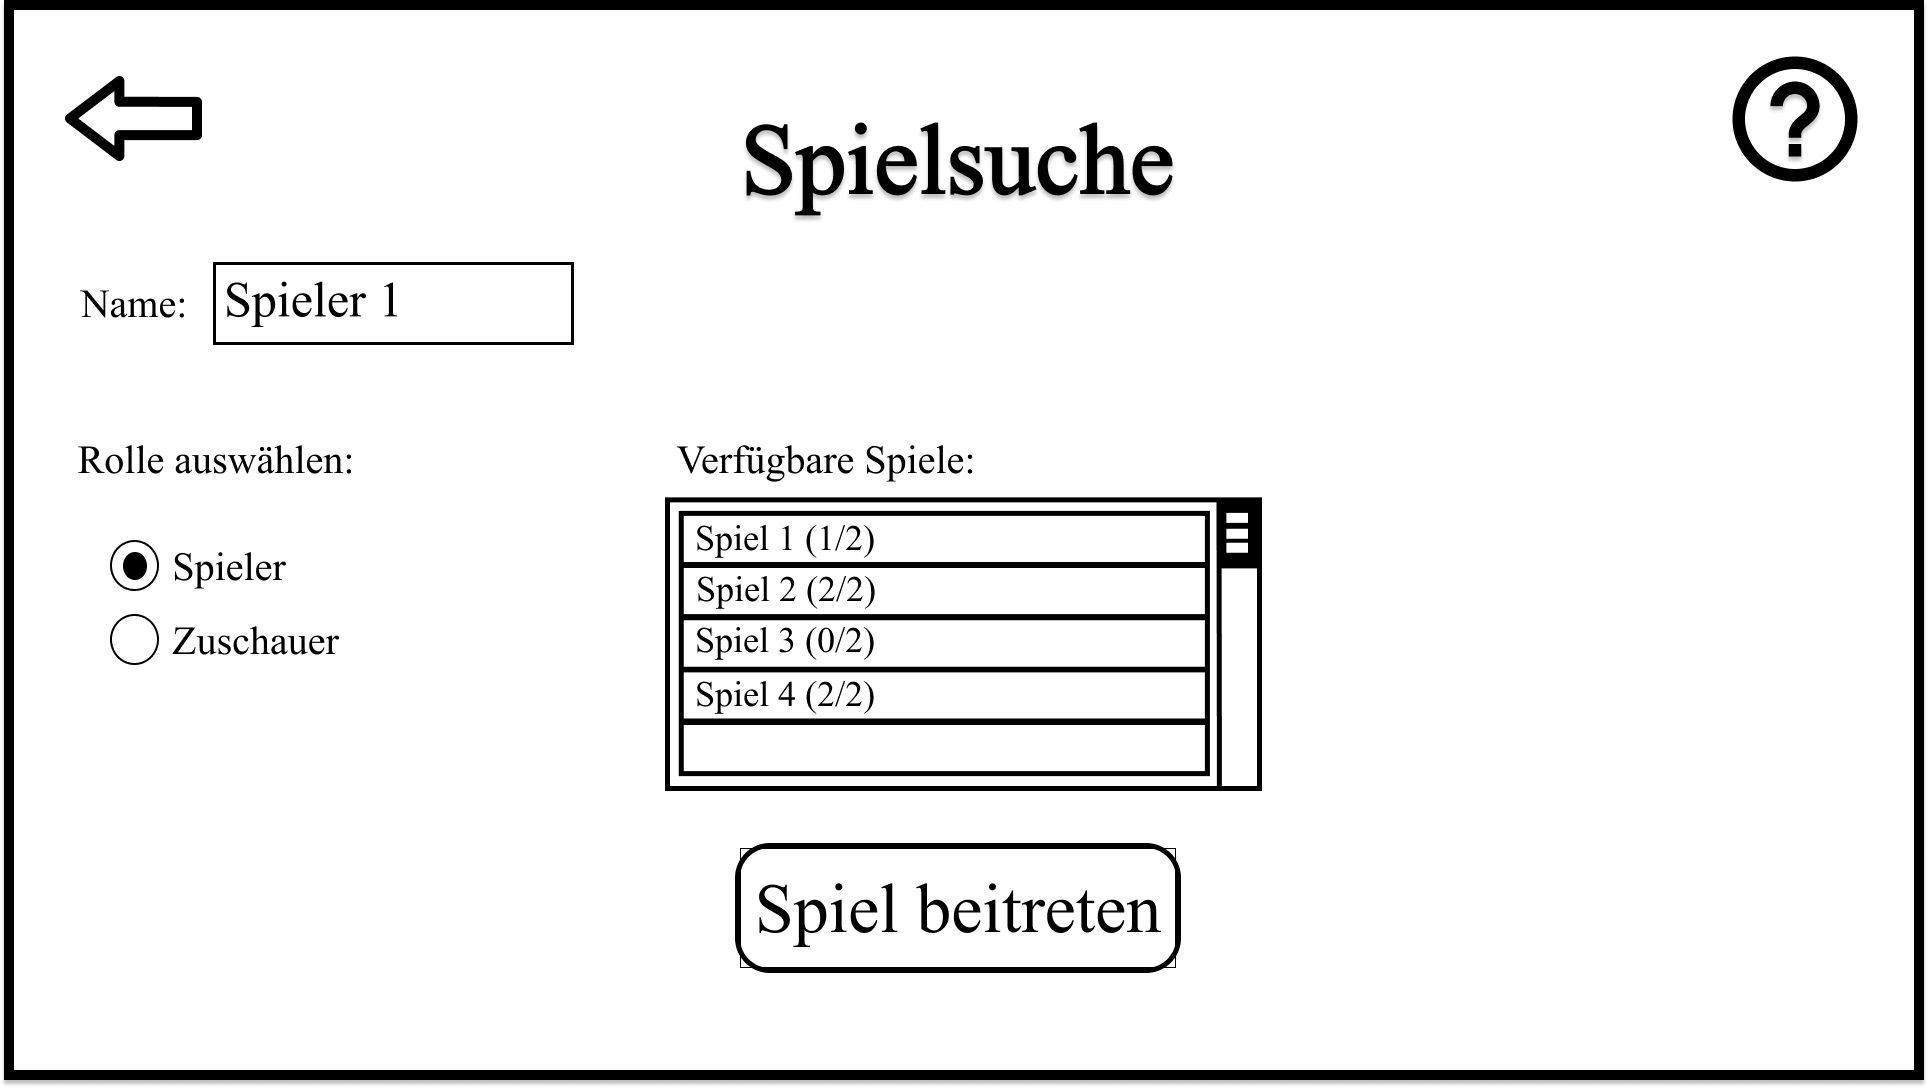 ?
Spielsuche
Name:
Spieler 1
Rolle auswählen:
Spieler
Zuschauer
Verfügbare Spiele:
Spiel 1 (1/2)
Spiel 2 (2/2)
Spiel 3 (0/2)
Spiel 4 (2/2)
Spiel beitreten